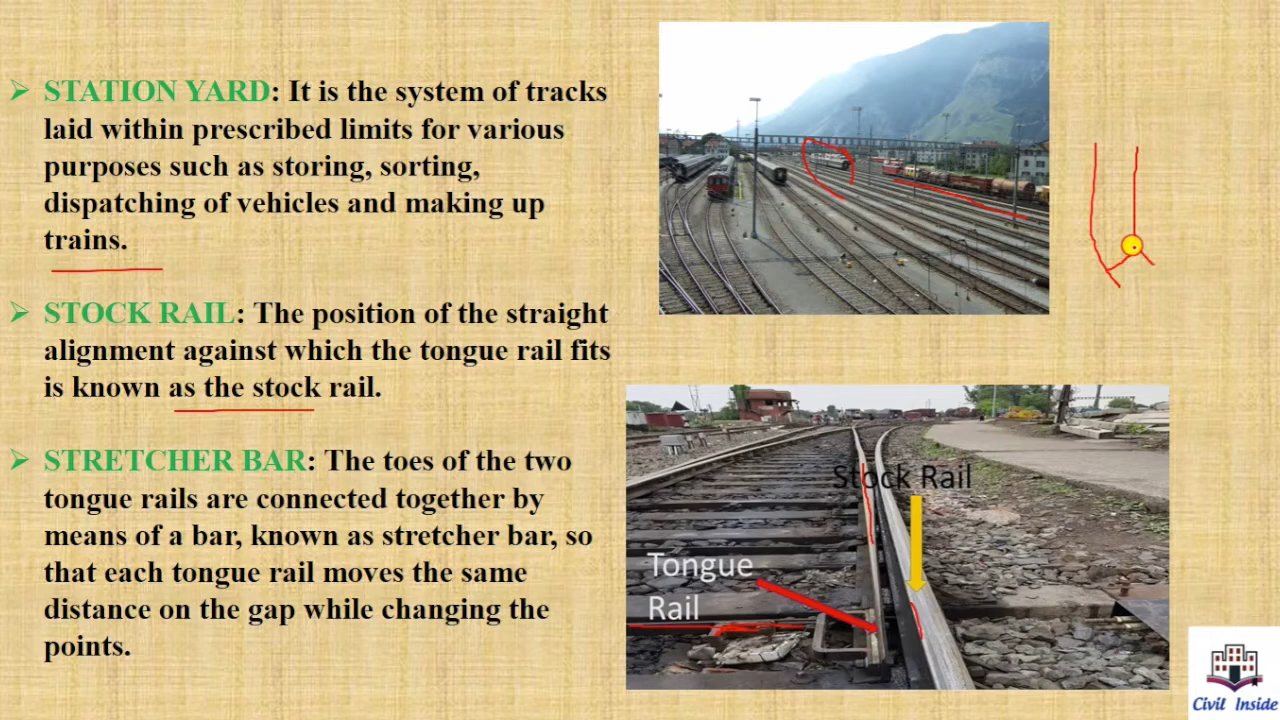 STATION YARD: It is the system of tracks
laid within prescribed limits for various
purposes such as storing, sorting,
dispatching of vehicles and making up
trains.
STOCK RAIL: The position of the straight
alignment against which the tongue rail fits
is known as the stock rail.
STRETCHER BAR: The toes of the two
tongue rails are connected together by
means of a bar, known as stretcher bar, so
that each tongue rail moves the same
distance on the gap while changing the
points.
Stock Rail
Tongue
Rail
Civil Inside